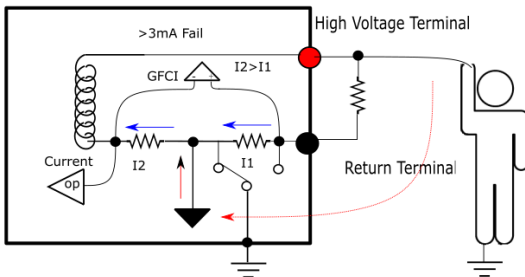 High Voltage Terminal
>3mA Fail
I2>I1
GFCI
Current
I2
I1
Return Terminal
op